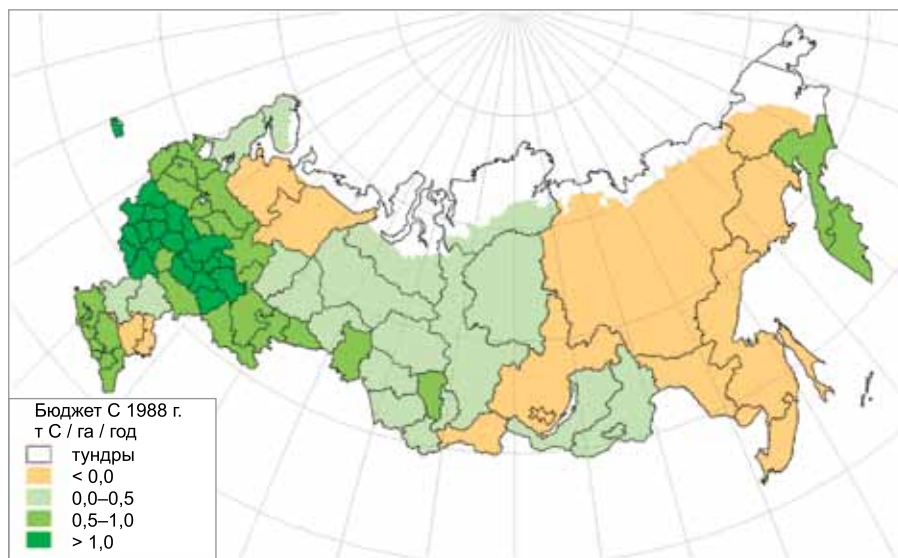 Бюджет С 1988 г.
т С / га / год
тундры
< 0,0
0,0–0,5
0,5–1,0
> 1,0